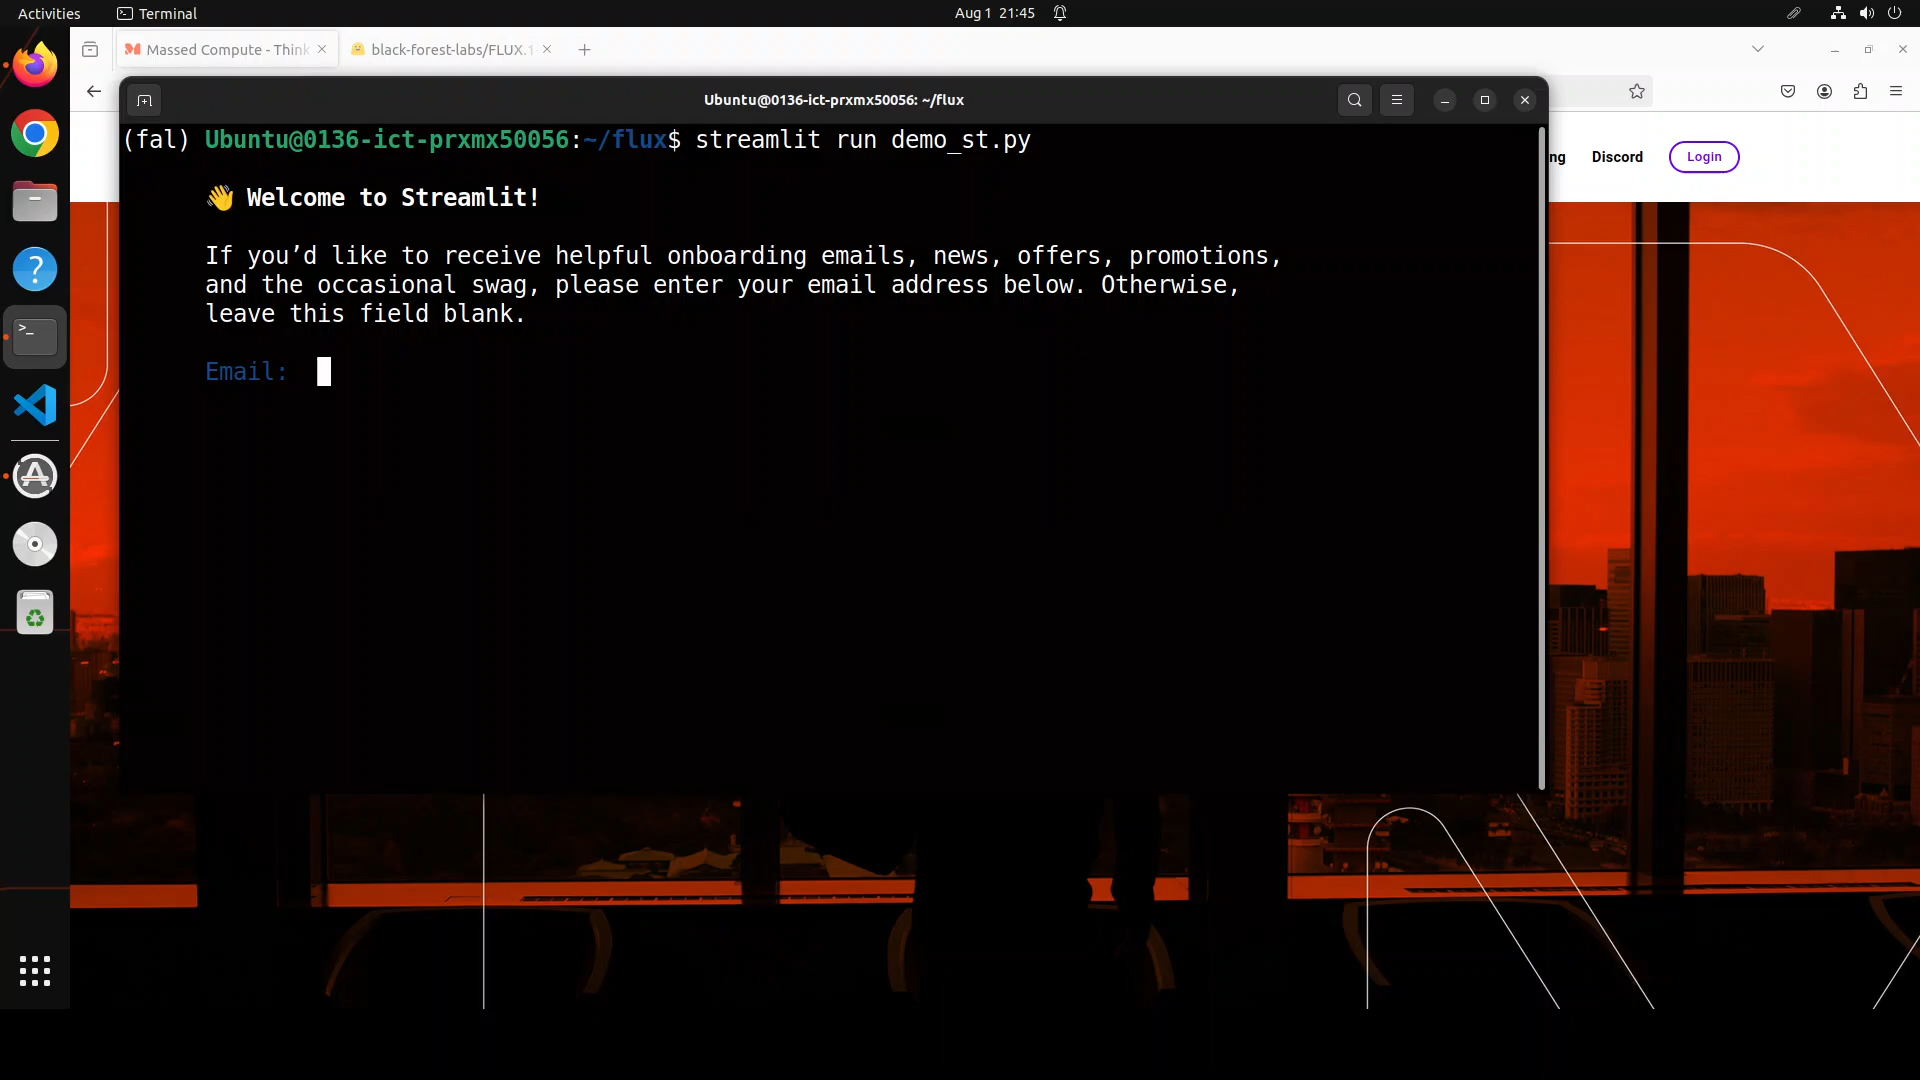 Activities
Terminal
Aug 1 21:45
Massed Compute - Think
black-forest-labs/FLUX.1
Ubuntu@0136-ict-prxmx50056: ~/flux
(fal) Ubuntu@0136-ict-prxmx50056:~/flux$ streamlit run demo_st.py
ng
Discord
Login
👋 Welcome to Streamlit!
If you’d like to receive helpful onboarding emails, news, offers, promotions,
and the occasional swag, please enter your email address below. Otherwise,
leave this field blank.
Email: